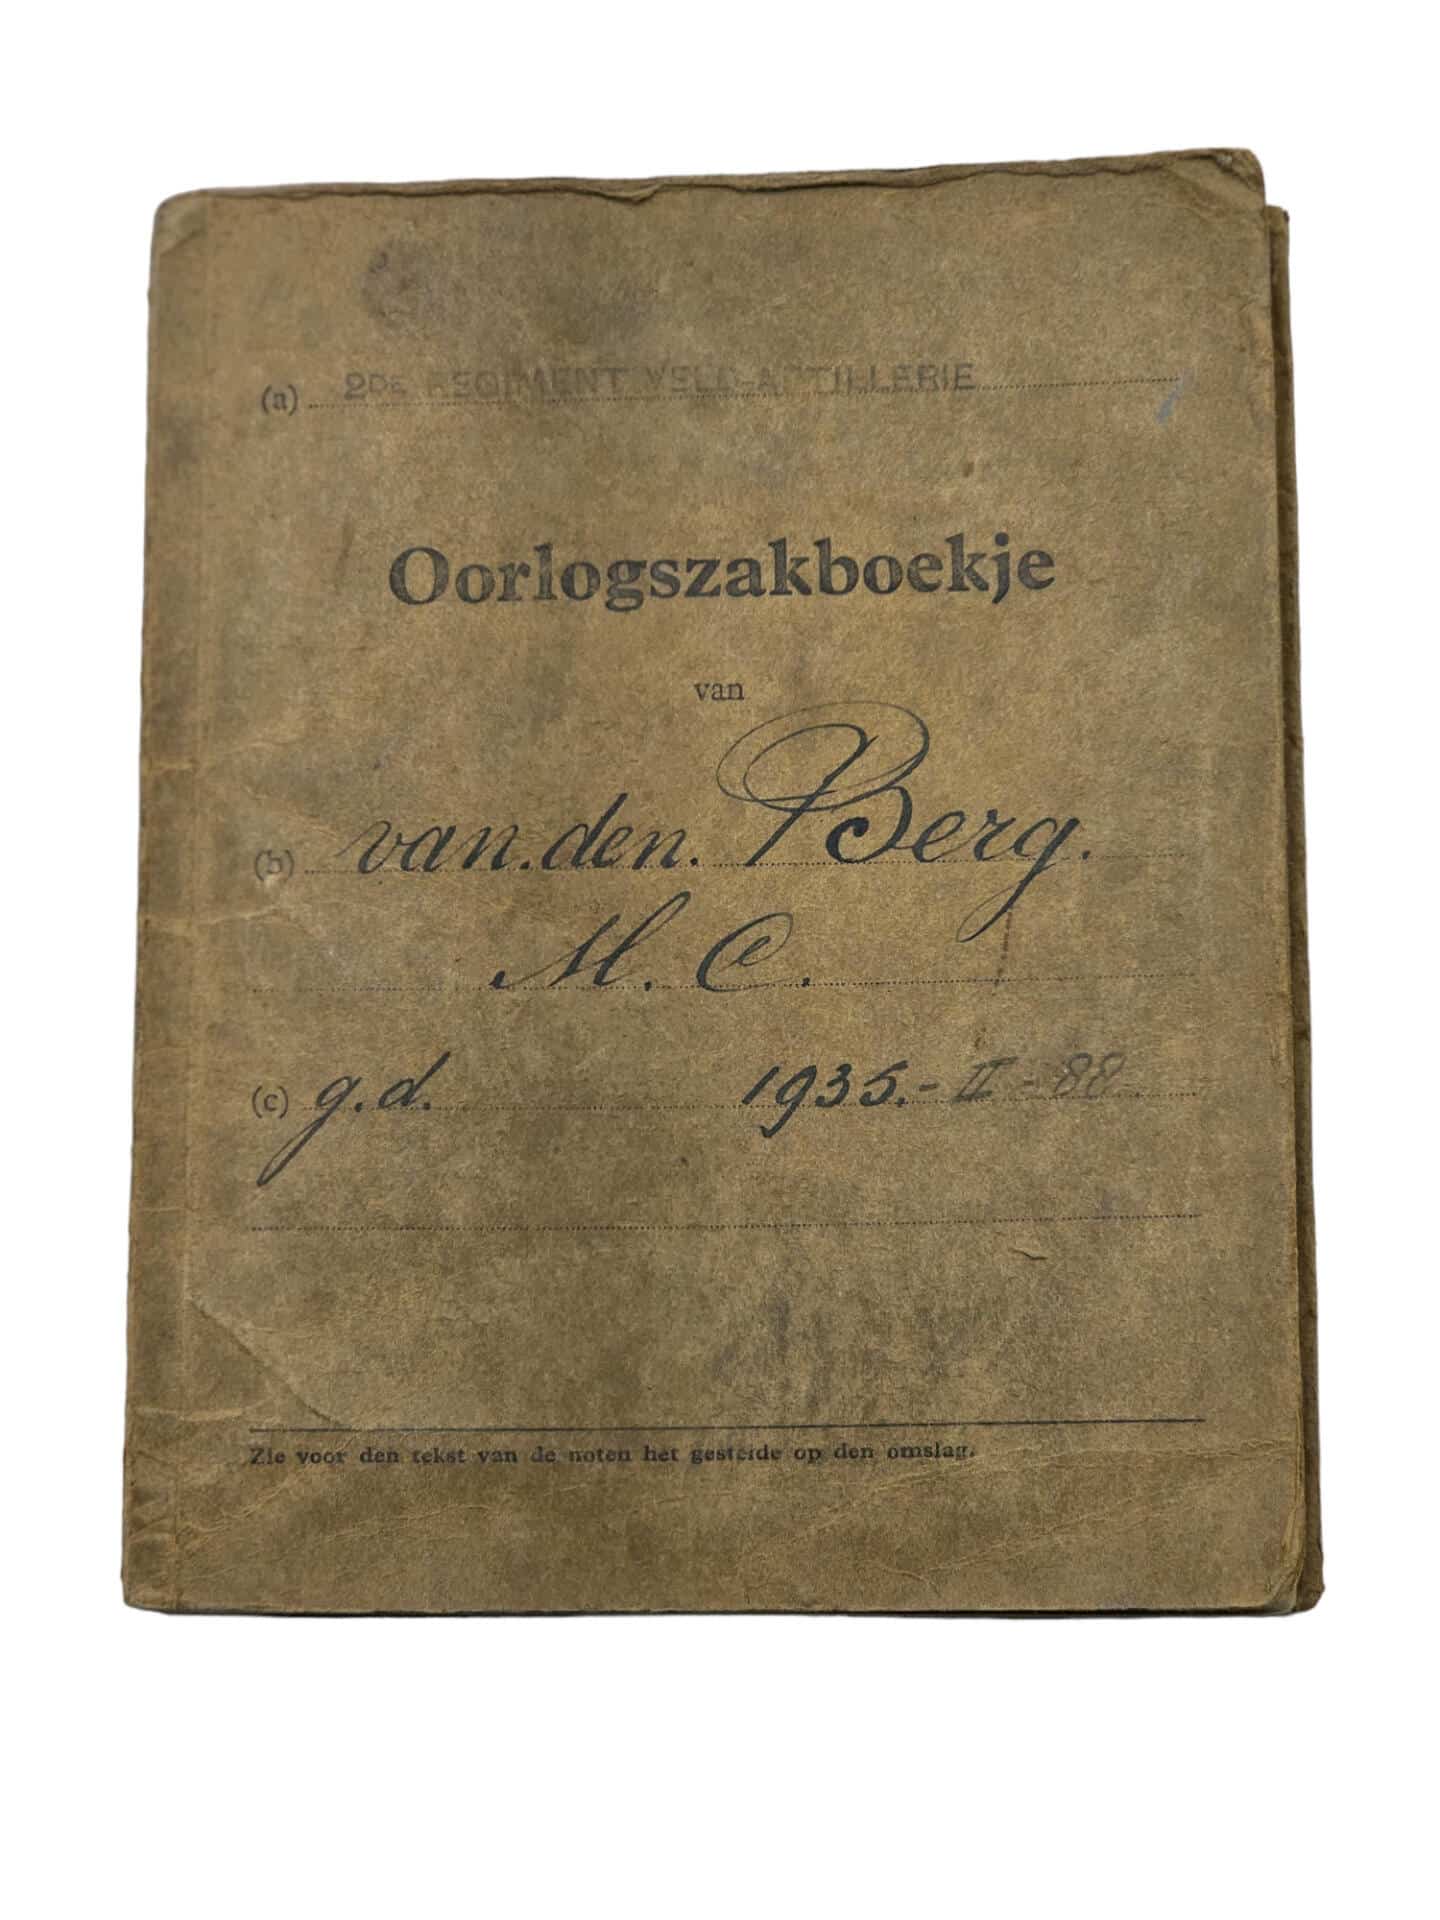 (a) 2DE REGIMENT VELD-ARTILLERIE
Oorlogszakboekje
van
(b) van den. Berg.
M. C.
(c) g.d. 1935.-II-88
Zie voor den tekst van de noten het gestelde op den omslag.